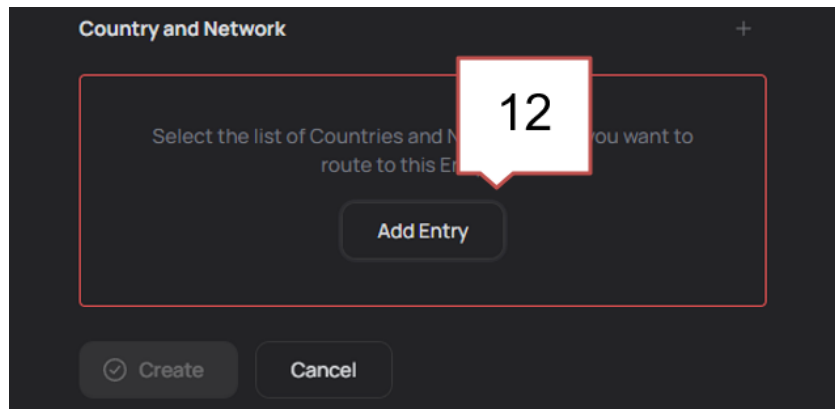 Country and Network
12
Select the list of Countries and you want to
route to this
Add Entry
Create
Cancel